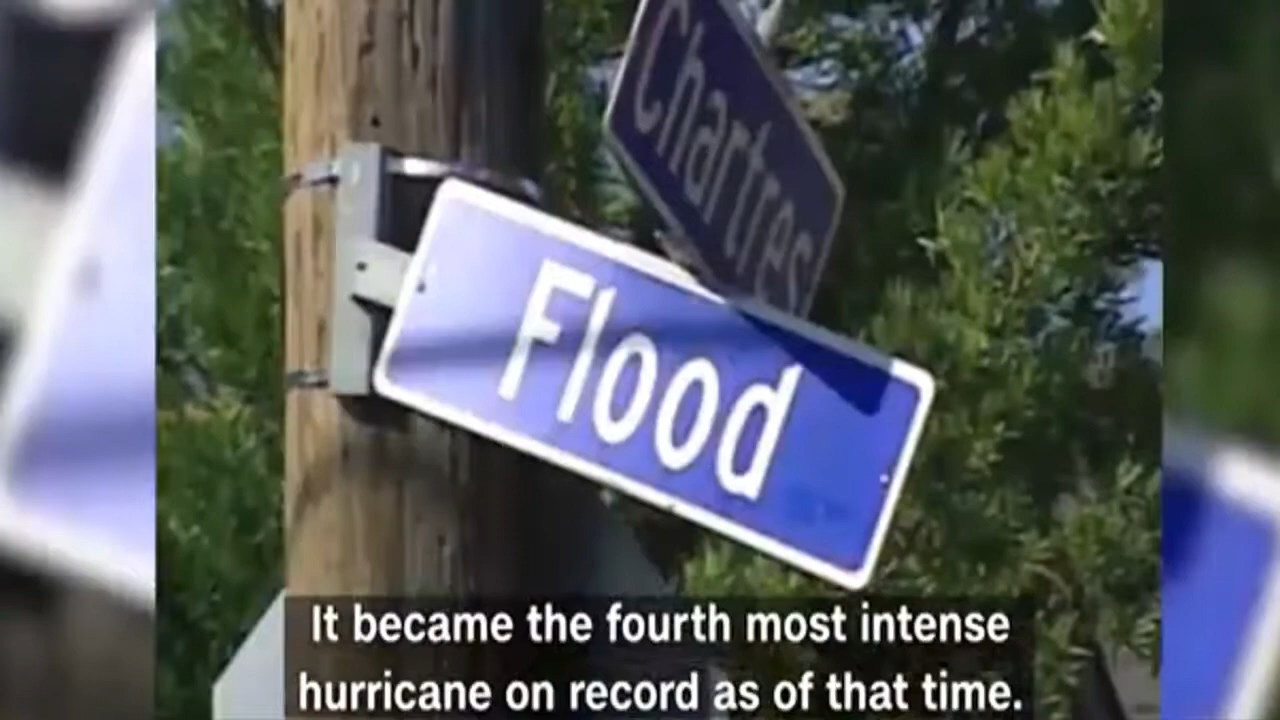 Chartres
Flood
It became the fourth most intense
hurricane on record as of that time.